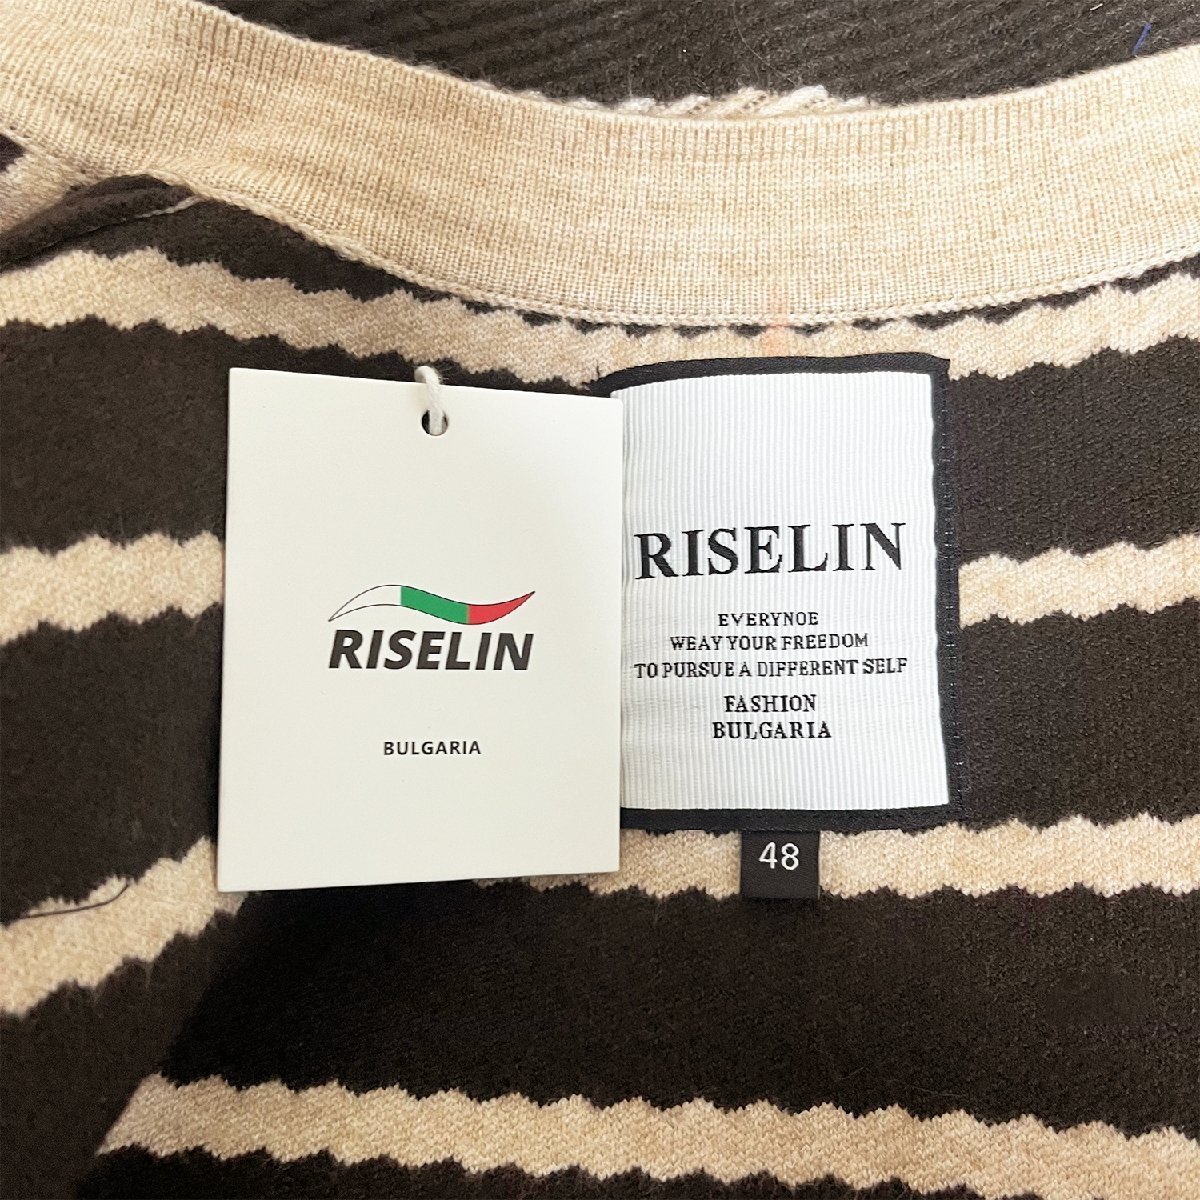 RISELIN
BULGARIA
RISELIN
EVERYNOE
WEAY YOUR FREEDOM
TO PURSUE A DIFFERENT SELF
FASHION
BULGARIA
48